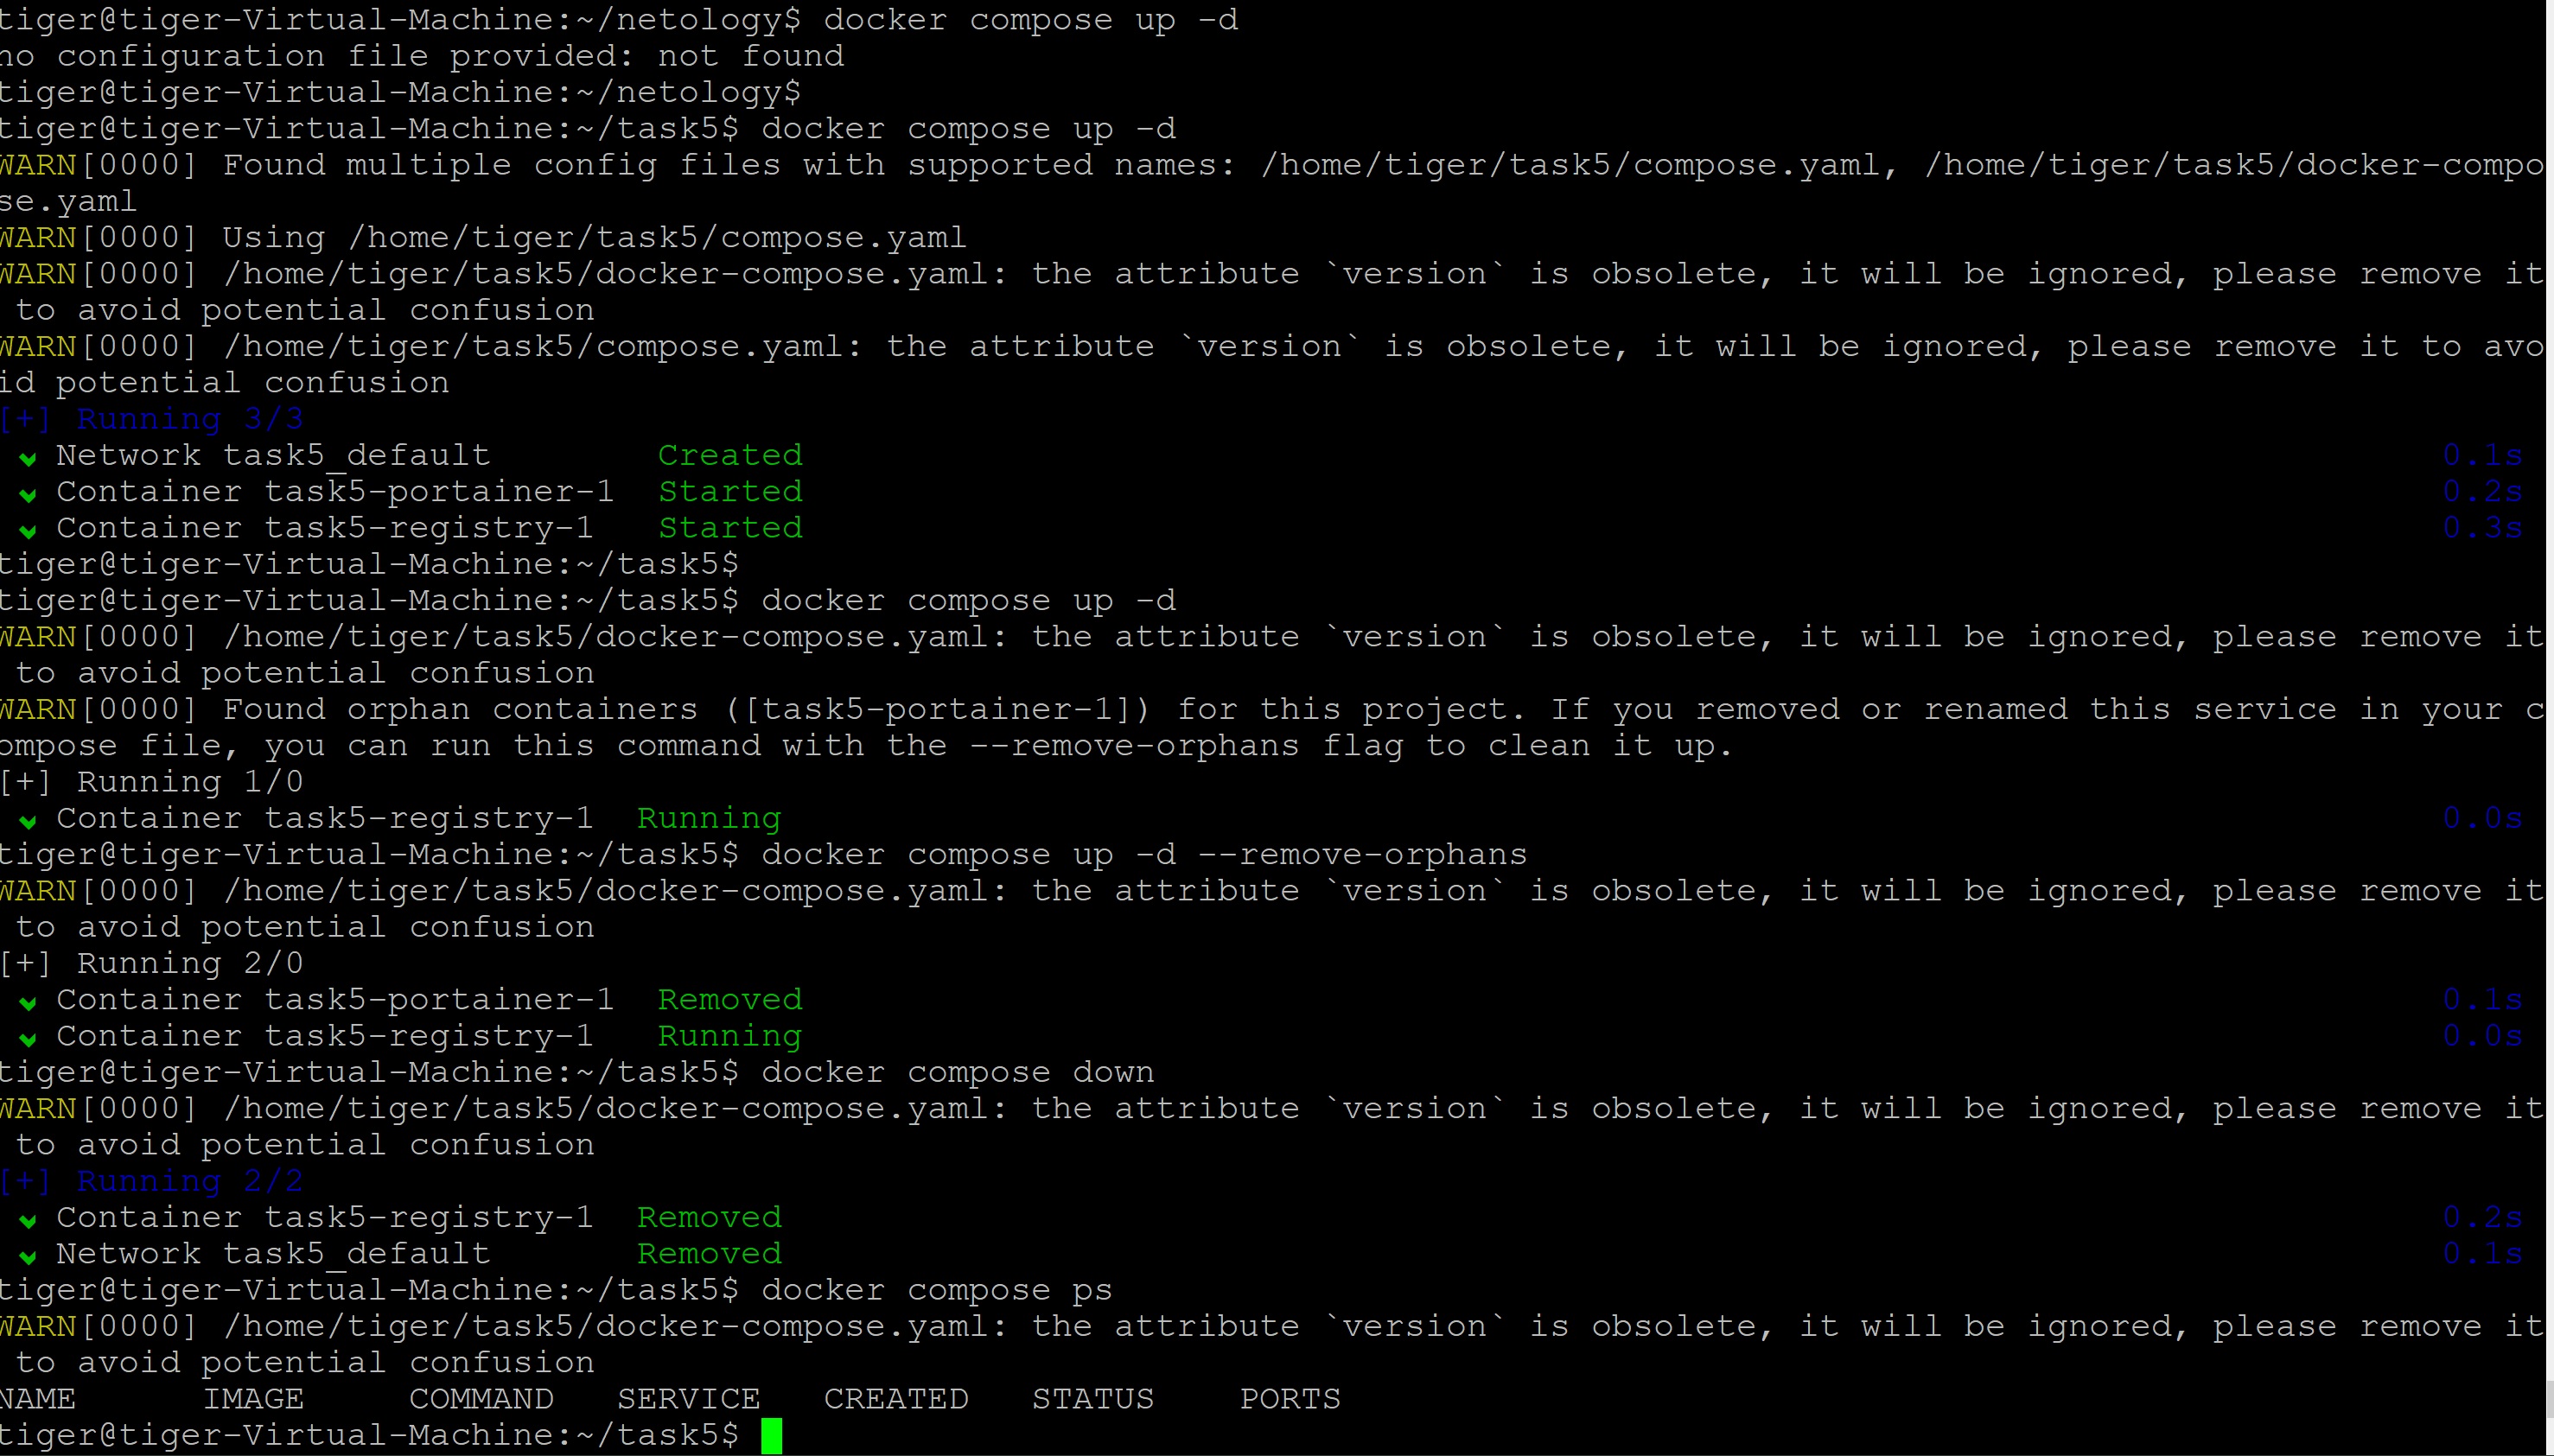 tiger@tiger-Virtual-Machine:~/netology$ docker compose up -d
no configuration file provided: not found
tiger@tiger-Virtual-Machine:~/netology$
tiger@tiger-Virtual-Machine:~/task5$ docker compose up -d
WARN[0000] Found multiple config files with supported names: /home/tiger/task5/compose.yaml, /home/tiger/task5/docker-compo
se.yaml
WARN[0000] Using /home/tiger/task5/compose.yaml
WARN[0000] /home/tiger/task5/docker-compose.yaml: the attribute `version` is obsolete, it will be ignored, please remove it
 to avoid potential confusion
WARN[0000] /home/tiger/task5/compose.yaml: the attribute `version` is obsolete, it will be ignored, please remove it to avo
id potential confusion
[+] Running 3/3
 Network task5_default        Created        0.1s
 Container task5-portainer-1  Started        0.2s
 Container task5-registry-1   Started        0.3s
tiger@tiger-Virtual-Machine:~/task5$
tiger@tiger-Virtual-Machine:~/task5$ docker compose up -d
WARN[0000] /home/tiger/task5/docker-compose.yaml: the attribute `version` is obsolete, it will be ignored, please remove it
 to avoid potential confusion
WARN[0000] Found orphan containers ([task5-portainer-1]) for this project. If you removed or renamed this service in your c
ompose file, you can run this command with the --remove-orphans flag to clean it up.
[+] Running 1/0
 Container task5-registry-1  Running        0.0s
tiger@tiger-Virtual-Machine:~/task5$ docker compose up -d --remove-orphans
WARN[0000] /home/tiger/task5/docker-compose.yaml: the attribute `version` is obsolete, it will be ignored, please remove it
 to avoid potential confusion
[+] Running 2/0
 Container task5-portainer-1  Removed        0.1s
 Container task5-registry-1   Running        0.0s
tiger@tiger-Virtual-Machine:~/task5$ docker compose down
WARN[0000] /home/tiger/task5/docker-compose.yaml: the attribute `version` is obsolete, it will be ignored, please remove it
 to avoid potential confusion
[+] Running 2/2
 Container task5-registry-1  Removed        0.2s
 Network task5_default       Removed        0.1s
tiger@tiger-Virtual-Machine:~/task5$ docker compose ps
WARN[0000] /home/tiger/task5/docker-compose.yaml: the attribute `version` is obsolete, it will be ignored, please remove it
 to avoid potential confusion
NAME      IMAGE     COMMAND   SERVICE   CREATED   STATUS    PORTS
tiger@tiger-Virtual-Machine:~/task5$